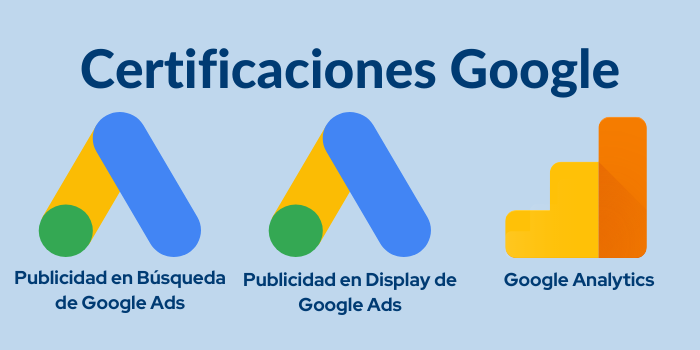 Certificaciones Google
Publicidad en Búsqueda
de Google Ads
Publicidad en Display de
Google Ads
Google Analytics